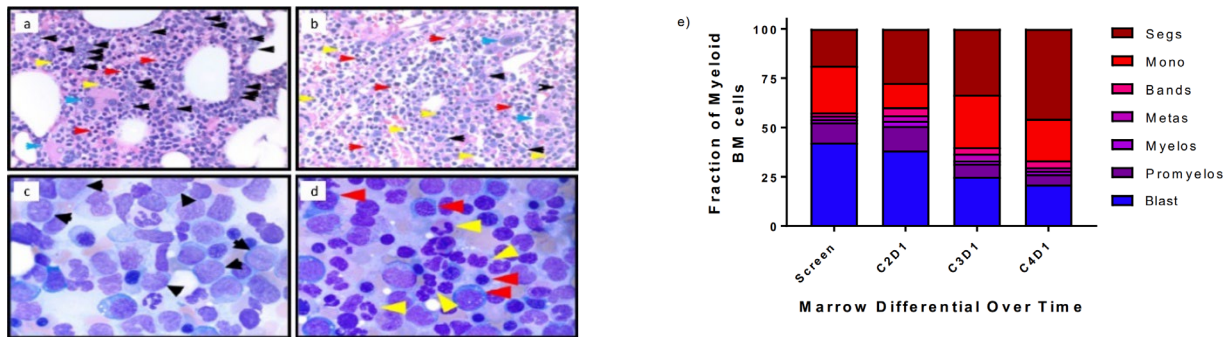 a
b
c
d
e)
Fraction of Myeloid
BM cells
100
75
50
25
0
Screen
C2D1
C3D1
C4D1
Marrow Differential Over Time
Segs
Mono
Bands
Metas
Myelos
Promyelos
Blast